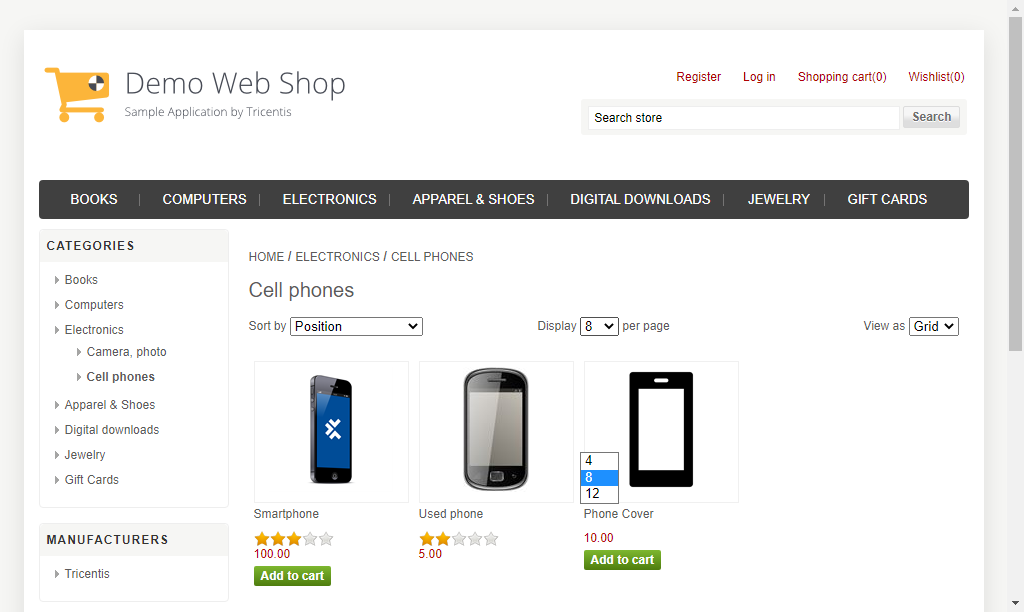 Demo Web Shop
Sample Application by Tricentis
Register Log in Shopping cart(0) Wishlist(0)
Search store Search
BOOKS COMPUTERS ELECTRONICS APPAREL & SHOES DIGITAL DOWNLOADS JEWELRY GIFT CARDS
CATEGORIES
Books
Computers
Electronics
Camera, photo
Cell phones
Apparel & Shoes
Digital downloads
Jewelry
Gift Cards
MANUFACTURERS
Tricentis
HOME / ELECTRONICS / CELL PHONES
Cell phones
Sort by Position Display 8 per page View as Grid
4
8
12
Smartphone
100.00
Add to cart
Used phone
5.00
Phone Cover
10.00
Add to cart